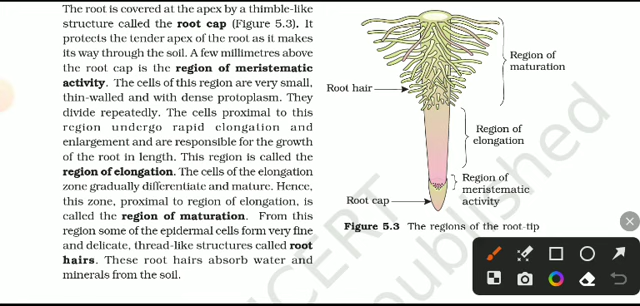 The root is covered at the apex by a thimble-like
structure called the root cap (Figure 5.3). It
protects the tender apex of the root as it makes
its way through the soil. A few millimetres above
the root cap is the region of meristematic
activity. The cells of this region are very small,
thin-walled and with dense protoplasm. They
divide repeatedly. The cells proximal to this
region undergo rapid elongation and
enlargement and are responsible for the growth
of the root in length. This region is called the
region of elongation. The cells of the elongation
zone gradually differentiate and mature. Hence,
this zone, proximal to region of elongation, is
called the region of maturation. From this
region some of the epidermal cells form very fine
and delicate, thread-like structures called root
hairs. These root hairs absorb water and
minerals from the soil.
Region of
maturation
Root hair
Region of
elongation
Region of
meristematic
activity
Root cap
Figure 5.3 The regions of the root-tip
NCERT
published